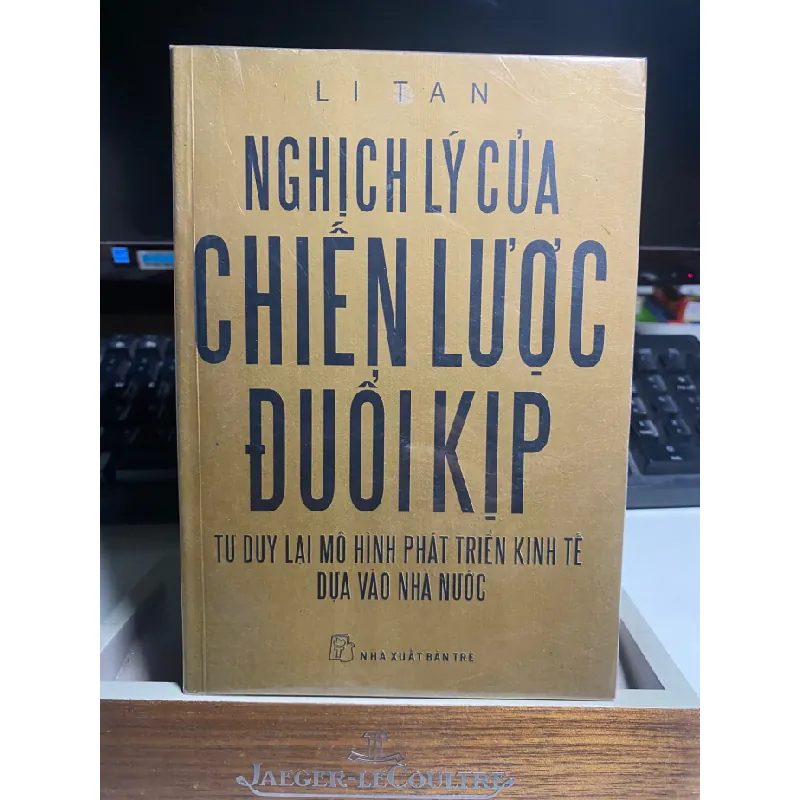 LI TAN
NGHỊCH LÝ CỦA
CHIẾN LƯỢC
ĐUỔI KỊP
TƯ DUY LẠI MÔ HÌNH PHÁT TRIỂN KINH TẾ
DỰA VÀO NHÀ NƯỚC
NHÀ XUẤT BẢN TRẺ
JAEGER-LECOULTRE